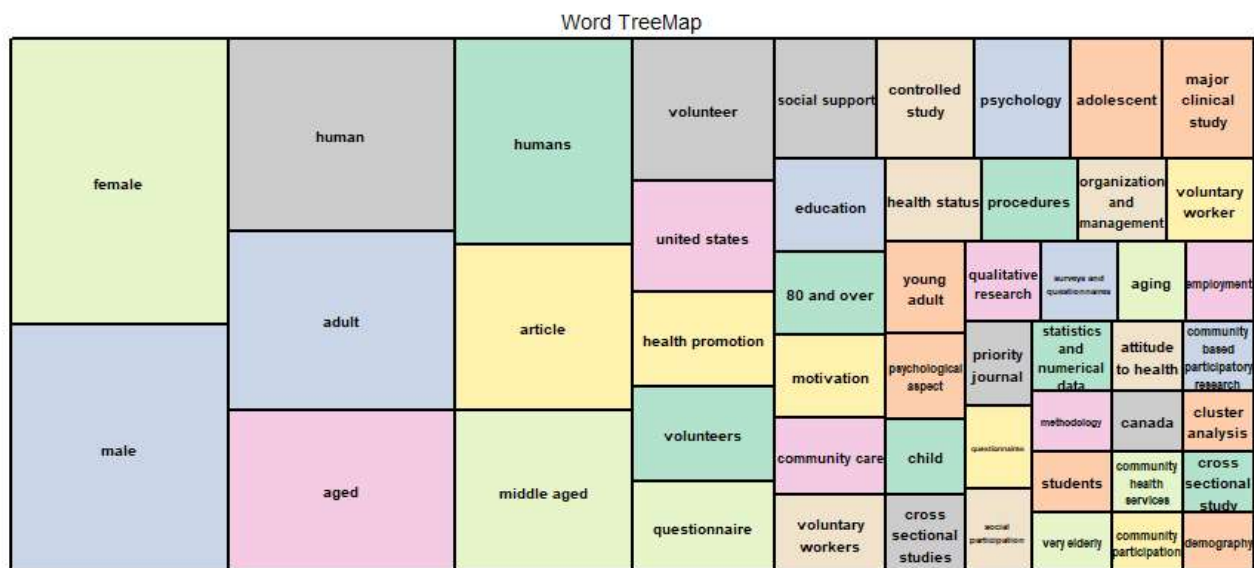 Word TreeMap
female
male
human
adult
aged
humans
article
middle aged
volunteer
united states
health promotion
volunteers
questionnaire
social support
controlled
study
psychology
adolescent
major
clinical
study
education
80 and over
motivation
community care
voluntary
workers
health status
procedures
organization
and
management
voluntary
worker
young
adult
psychological
aspect
child
cross
sectional
studies
qualitative
research
surveys and
questionnaires
aging
employment
priority
journal
questionnaires
social
participation
statistics
and
numerical
data
attitude
to health
community
based
participatory
research
methodology
canada
cluster
analysis
students
community
health
services
cross
sectional
study
very elderly
community
participation
demography